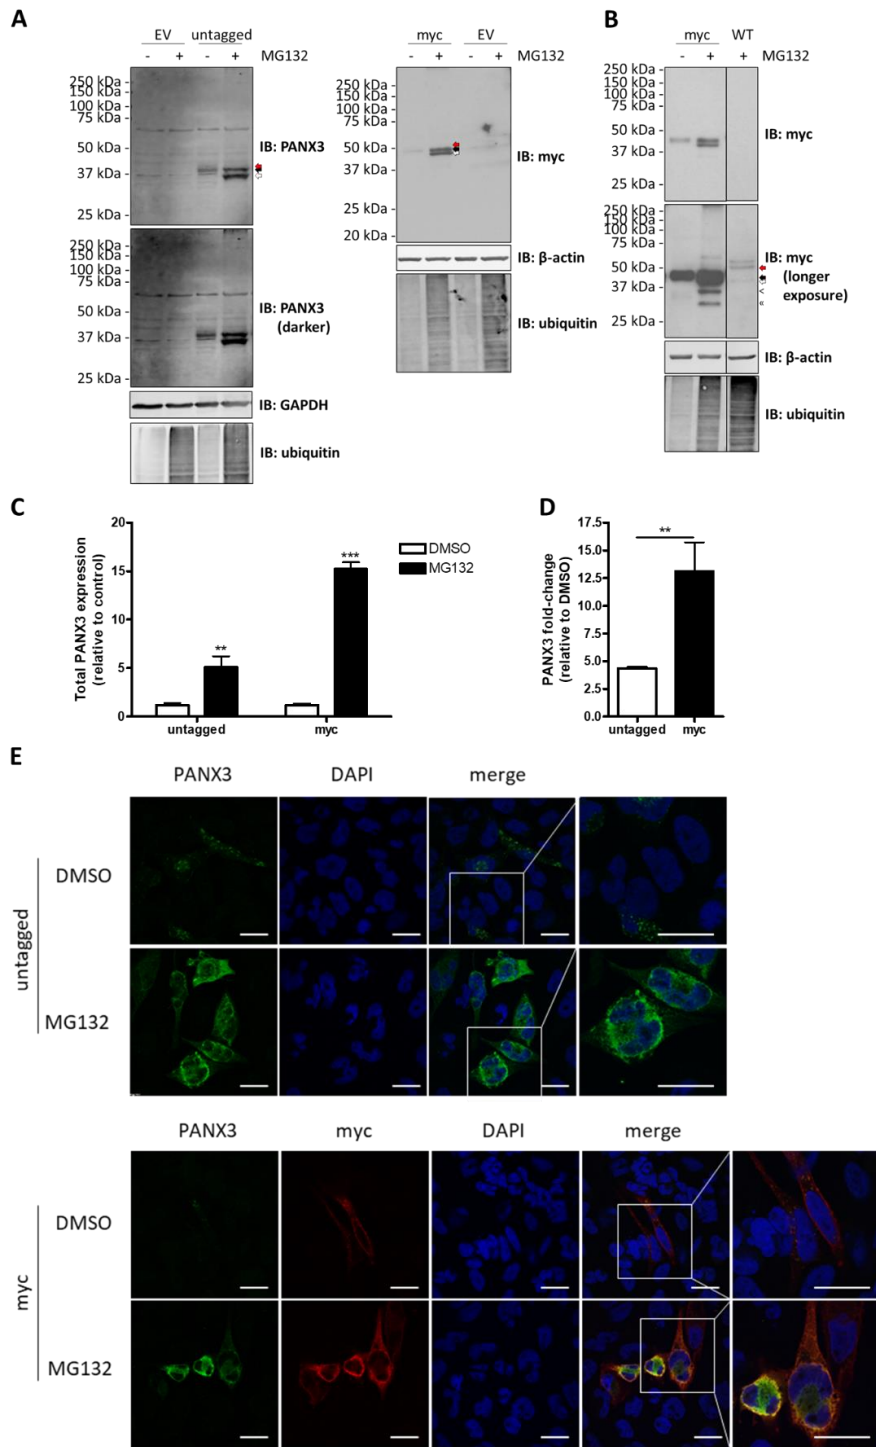 A
EV untagged
- + - + MG132
250 kDa -
150 kDa -
100 kDa -
75 kDa -
50 kDa -
37 kDa -
25 kDa -
IB: PANX3
250 kDa -
150 kDa -
100 kDa -
75 kDa -
50 kDa -
37 kDa -
25 kDa -
IB: PANX3
(darker)
IB: GAPDH
IB: ubiquitin
myc EV
- + - + MG132
250 kDa -
150 kDa -
100 kDa -
75 kDa -
50 kDa -
37 kDa -
25 kDa -
20 kDa -
IB: myc
IB: β-actin
IB: ubiquitin
B
myc WT
- + + MG132
250 kDa -
150 kDa -
100 kDa -
75 kDa -
50 kDa -
37 kDa -
25 kDa -
IB: myc
250 kDa -
150 kDa -
100 kDa -
75 kDa -
50 kDa -
37 kDa -
25 kDa -
IB: myc
(longer
exposure)
<
«
IB: β-actin
IB: ubiquitin
C
Total PANX3 expression
(relative to control)
20
15
10
5
0
**
***
untagged myc
DMSO
MG132
D
PANX3 fold-change
(relative to DMSO)
17.5
15.0
12.5
10.0
7.5
5.0
2.5
0.0
**
untagged myc
E
PANX3 DAPI merge
untagged
DMSO
MG132
PANX3 myc DAPI merge
myc
DMSO
MG132